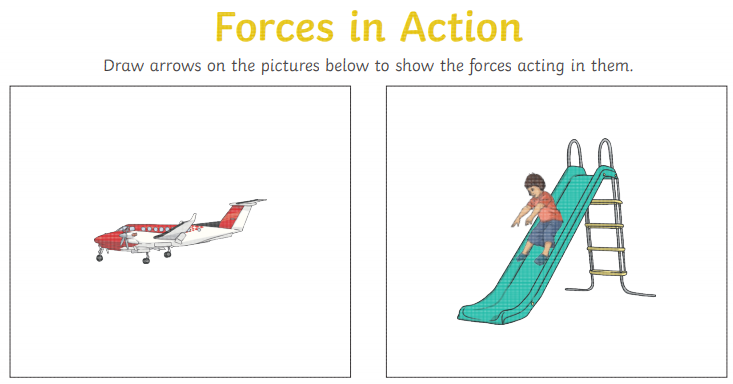 Forces in Action
Draw arrows on the pictures below to show the forces acting in them.